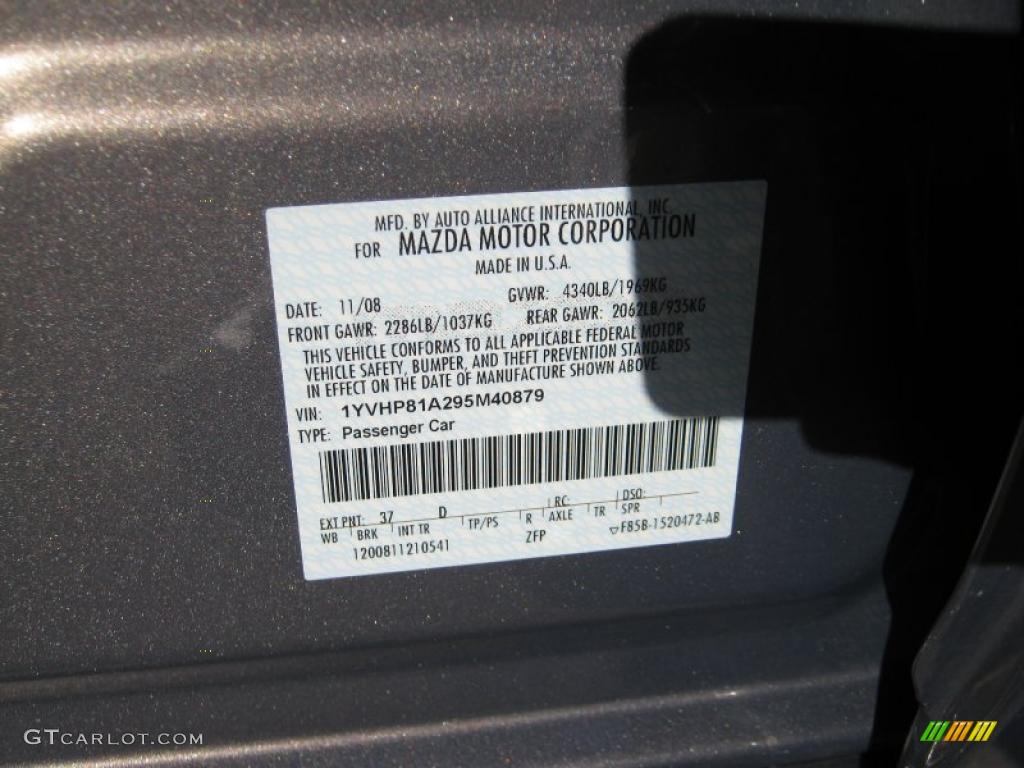 MFD. BY AUTO ALLIANCE INTERNATIONAL, INC.
FOR MAZDA MOTOR CORPORATION
MADE IN U.S.A.
DATE: 11/08 GVWR: 4340LB/1969KG
FRONT GAWR: 2286LB/1037KG REAR GAWR: 2062LB/935KG
THIS VEHICLE CONFORMS TO ALL APPLICABLE FEDERAL MOTOR
VEHICLE SAFETY, BUMPER, AND THEFT PREVENTION STANDARDS
IN EFFECT ON THE DATE OF MANUFACTURE SHOWN ABOVE.
VIN: 1YVHP81A295M40879
TYPE: Passenger Car
EXT PNT: 37 D RC: DSO:
WB BRK INT TR TP/PS R AXLE TR SPR
1200811210541 ZFP ▽F85B-1520472-AB
GTCARLOT.COM